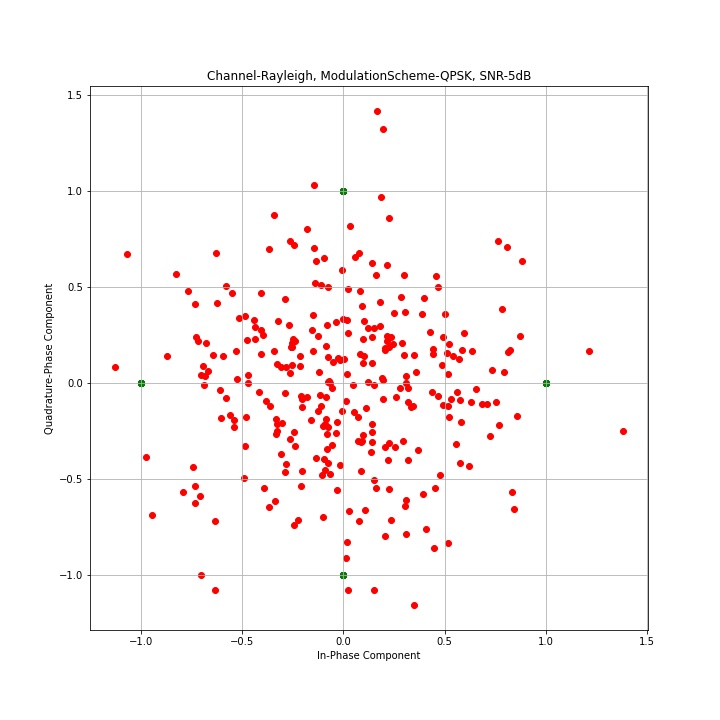 Channel-Rayleigh, ModulationScheme-QPSK, SNR-5dB
Quadrature-Phase Component
1.5
1.0
0.5
0.0
−0.5
−1.0
−1.0 −0.5 0.0 0.5 1.0 1.5
In-Phase Component